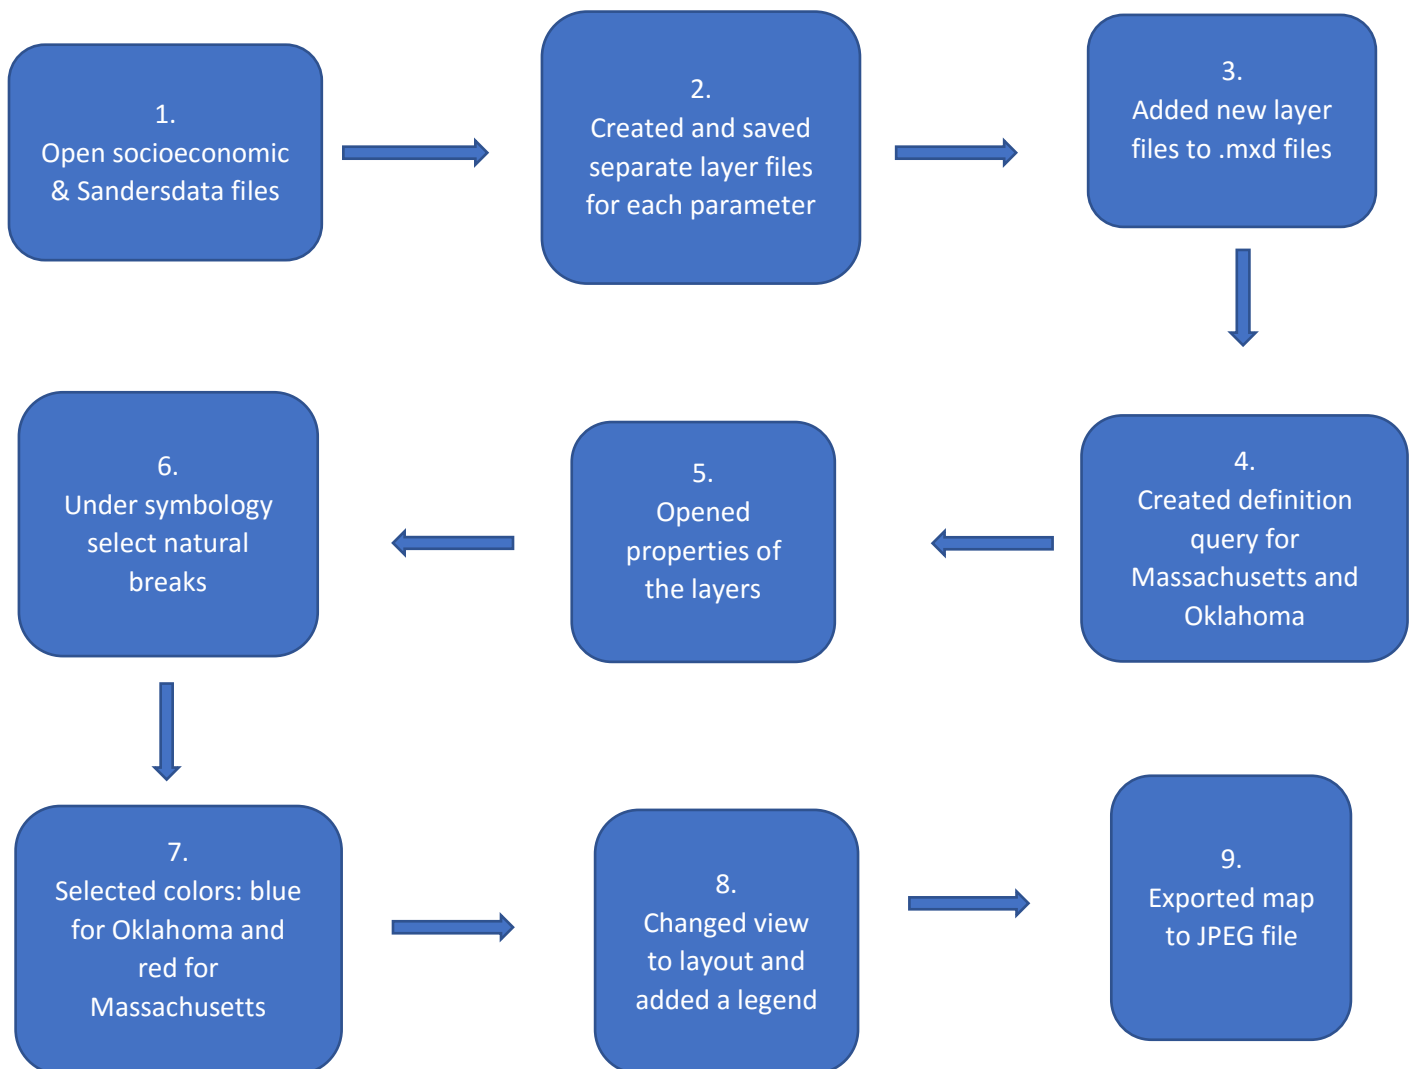 1.
Open socioeconomic
& Sandersdata files
2.
Created and saved
separate layer files
for each parameter
3.
Added new layer
files to .mxd files
4.
Created definition
query for
Massachusetts and
Oklahoma
5.
Opened
properties of
the layers
6.
Under symbology
select natural
breaks
7.
Selected colors: blue
for Oklahoma and
red for
Massachusetts
8.
Changed view
to layout and
added a legend
9.
Exported map
to JPEG file